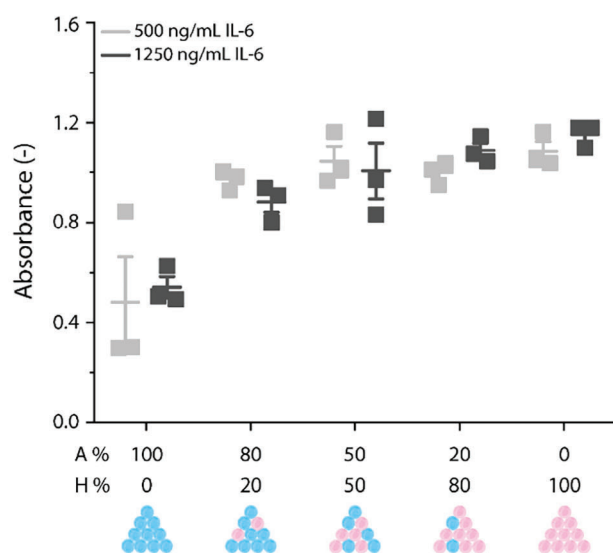 1.6
500 ng/mL IL-6
1250 ng/mL IL-6
1.2
0.8
0.4
0.0
Absorbance (-)
A % 100 80 50 20 0
H % 0 20 50 80 100